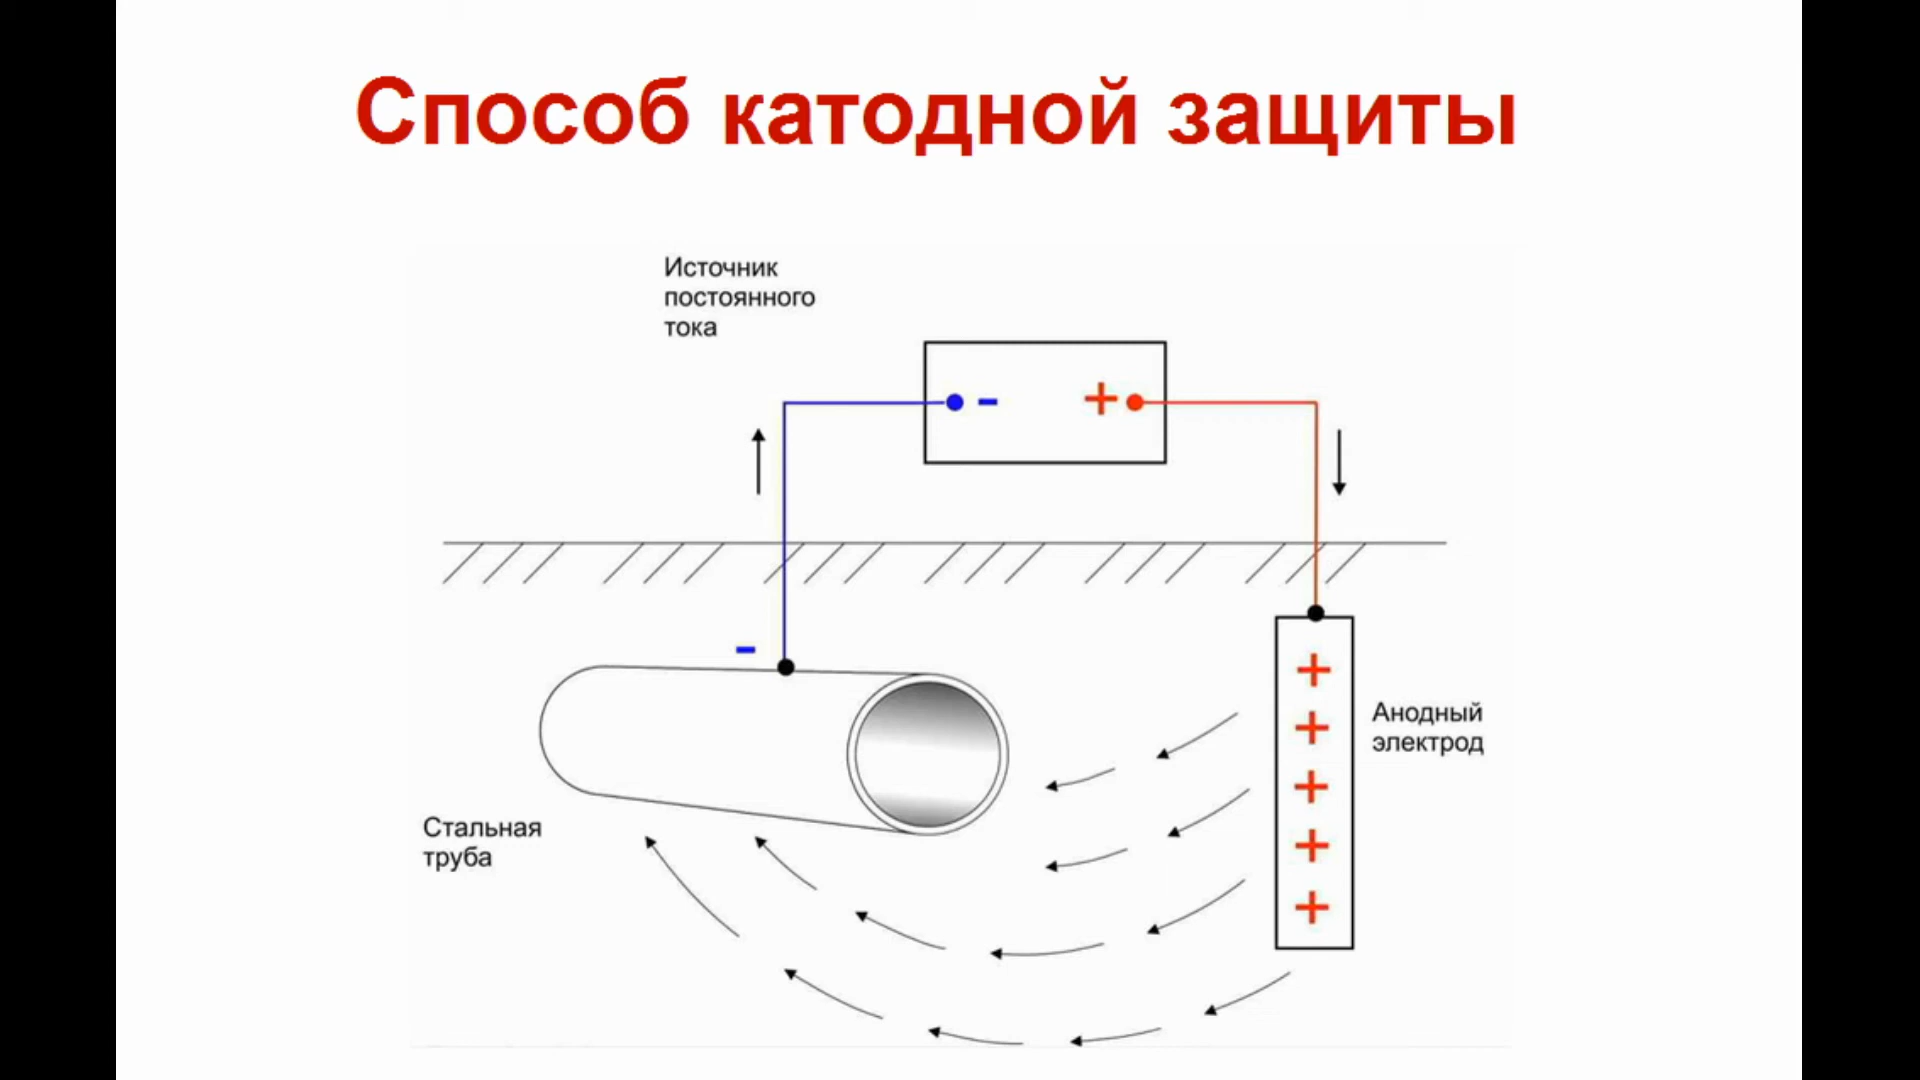 Способ катодной защиты
Источник
постоянного
тока
- +
-
+
+
+
+
+
Анодный
электрод
Стальная
труба